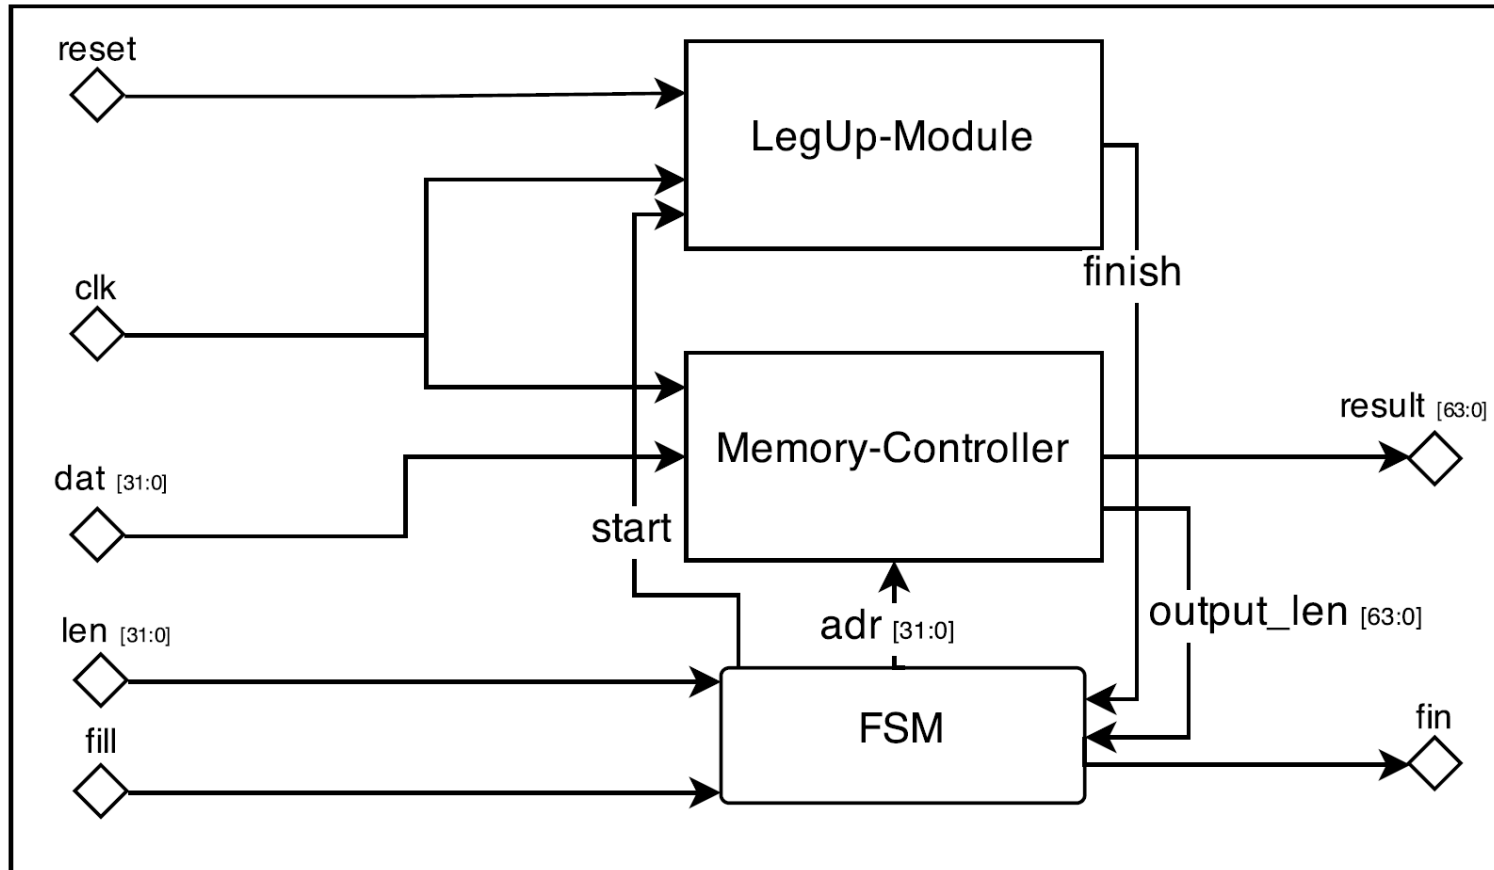 reset
LegUp-Module
clk
finish
dat [31:0]
Memory-Controller
result [63:0]
start
len [31:0]
adr [31:0]
output_len [63:0]
fill
FSM
fin